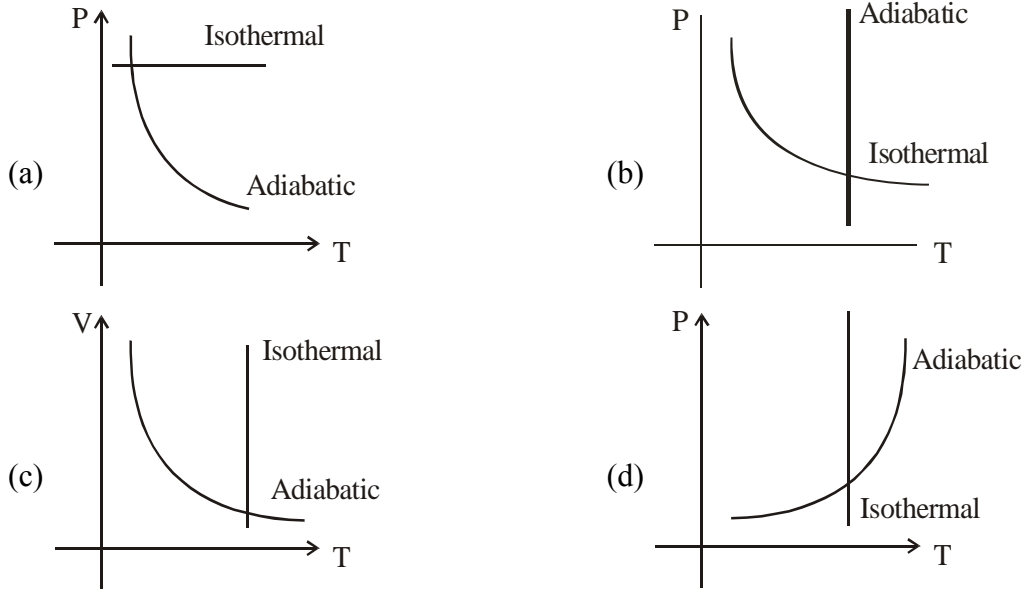 (a)
P
Isothermal
Adiabatic
T
(b)
P
Adiabatic
Isothermal
T
(c)
V
Isothermal
Adiabatic
T
(d)
P
Adiabatic
Isothermal
T